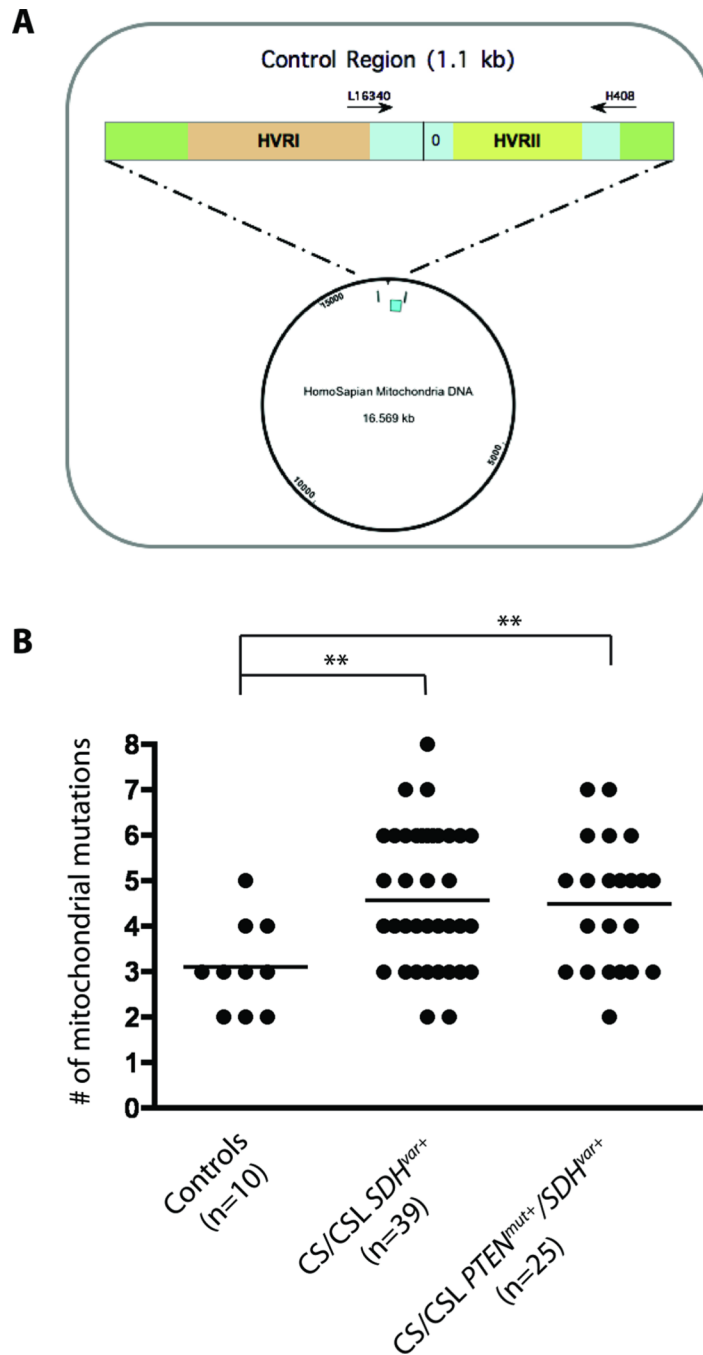 A
Control Region (1.1 kb)
L16340
H408
HVRI
0
HVRII
15000
HomoSapian Mitochondria DNA
16.569 kb
5000
10000
B
**
**
# of mitochondrial mutations
8
7
6
5
4
3
2
1
0
Controls
(n=10)
CS/CSL SDHvar+
(n=39)
CS/CSL PTENmut+/SDHvar+
(n=25)